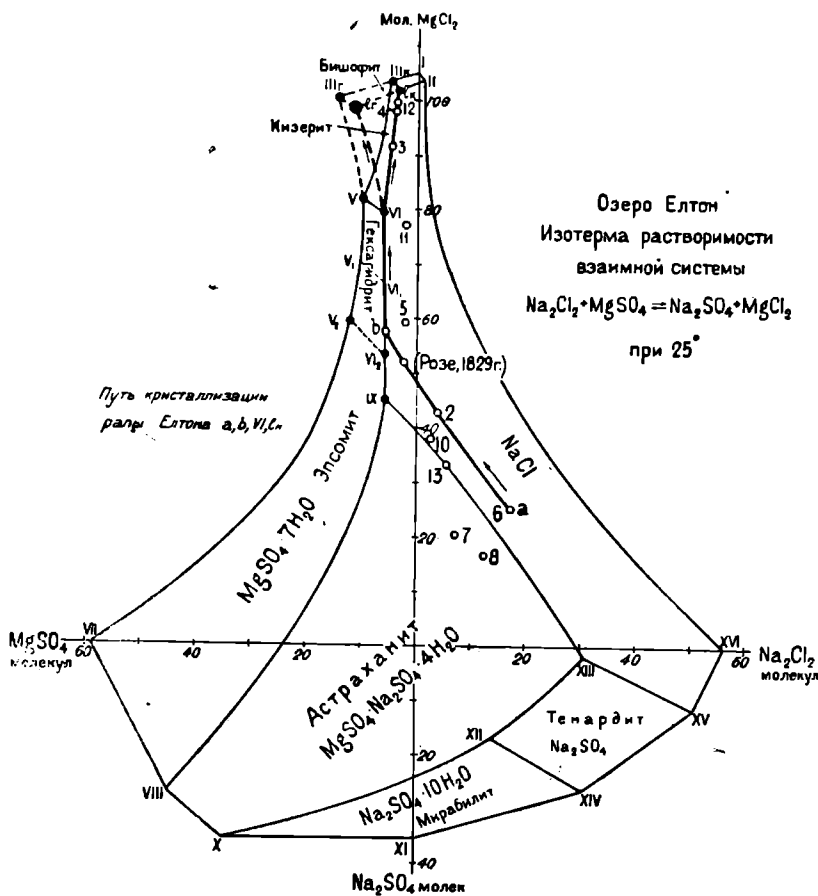 Мол. MgCl₂
I
II
IIIк
Бишофит
IIIг
ℓг
ℓк
4
12
100
Кизерит
3
V
VI
80
11
Гексагидрит
V₁
VI₁
5
V₂
b
60
VI₂
(Розе, 1829г.)
IX
2
40
10
13
NaCl
Озеро Елтон
Изотерма растворимости
взаимной системы
Na₂Cl₂+MgSO₄=Na₂SO₄+MgCl₂
при 25°
Путь кристаллизации
рапы Елтона a,b,VI,ℓк
MgSO₄·7H₂O Эпсомит
6 a
20
7
8
VII
MgSO₄
молекул
60
40
20
20
40
60
XVI
Na₂Cl₂
молекул
Астраханит
MgSO₄·Na₂SO₄·4H₂O
XIII
XII
Тенардит
Na₂SO₄
XV
20
VIII
Na₂SO₄·10H₂O
Мирабилит
XIV
X
XI
40
Na₂SO₄ молек